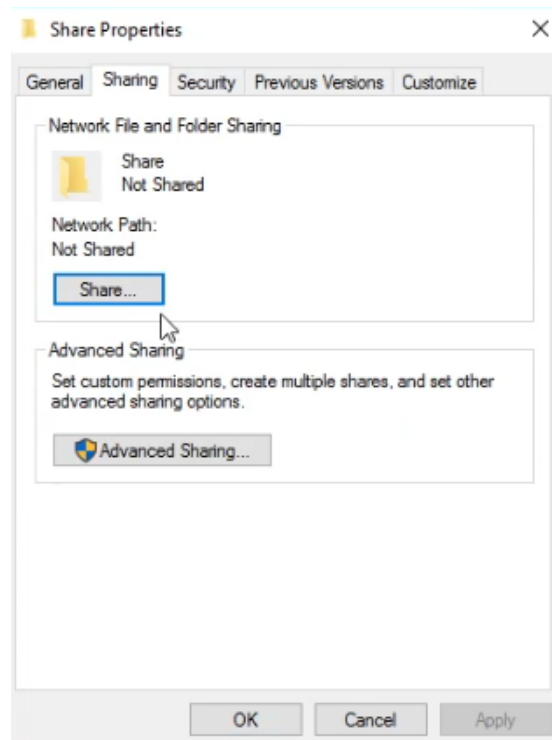 Share Properties
General Sharing Security Previous Versions Customize
Network File and Folder Sharing
Share
Not Shared
Network Path:
Not Shared
Share...
Advanced Sharing
Set custom permissions, create multiple shares, and set other
advanced sharing options.
Advanced Sharing...
OK Cancel Apply